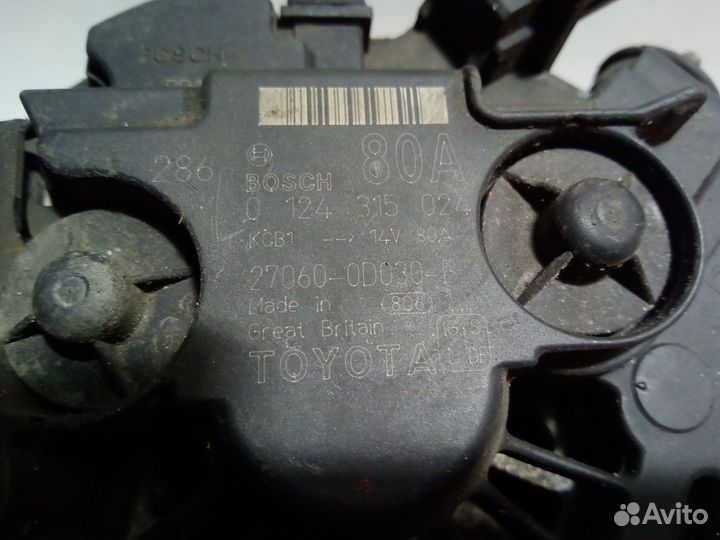 BOSCH
286
BOSCH 80A
0 124 315 024
KCB1 --> 14V 80A
27060-0D030-B
Made in 806
Great Britain
TOYOTA
Avito